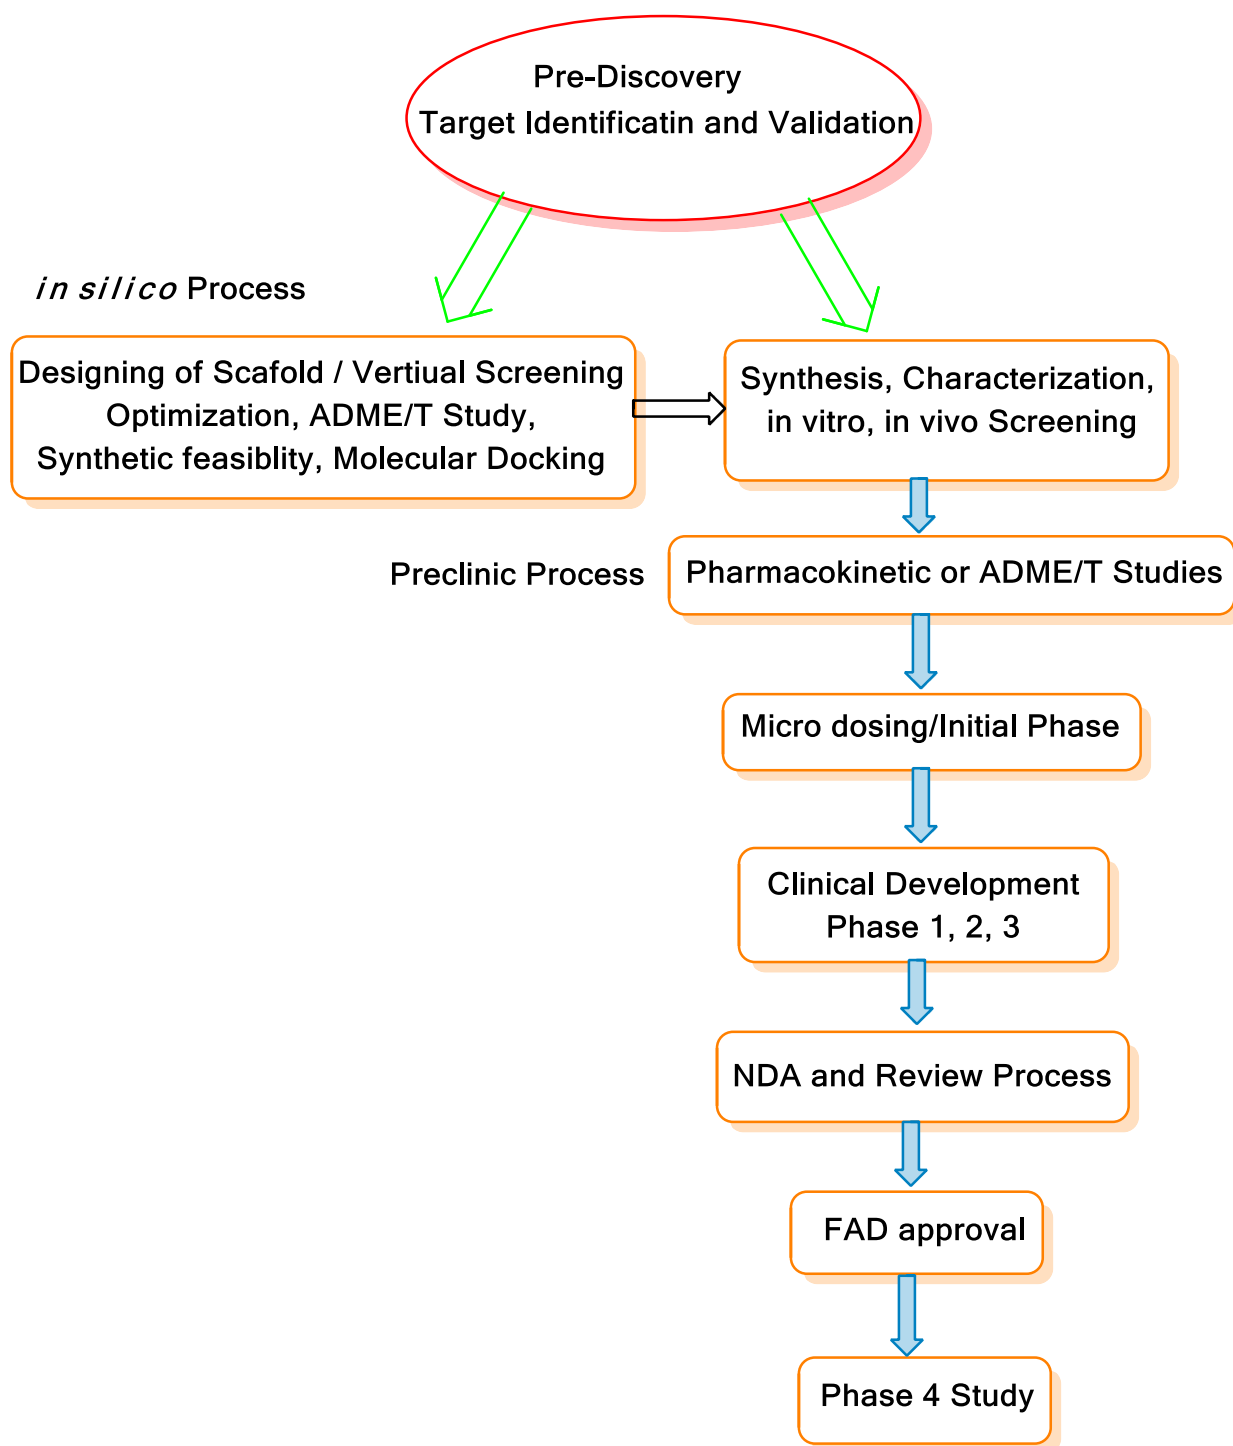 Pre-Discovery
Target Identificatin and Validation
in silico Process
Designing of Scafold / Vertiual Screening
Optimization, ADME/T Study,
Synthetic feasiblity, Molecular Docking
Synthesis, Characterization,
in vitro, in vivo Screening
Preclinic Process
Pharmacokinetic or ADME/T Studies
Micro dosing/Initial Phase
Clinical Development
Phase 1, 2, 3
NDA and Review Process
FAD approval
Phase 4 Study